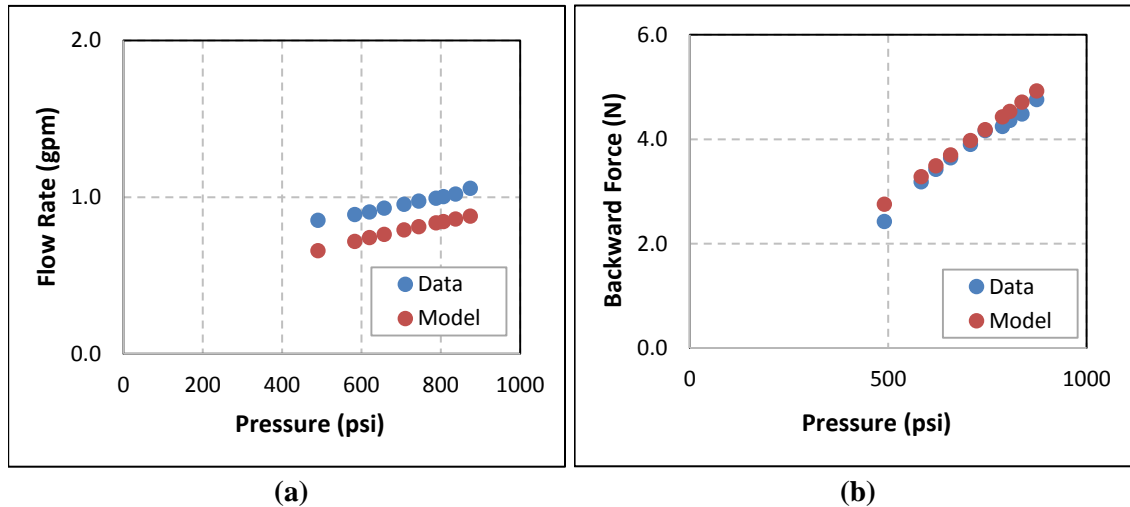 2.0
1.0
0.0
Flow Rate (gpm)
Data
Model
0 200 400 600 800 1000
Pressure (psi)
(a)
6.0
4.0
2.0
0.0
Backward Force (N)
Data
Model
0 500 1000
Pressure (psi)
(b)